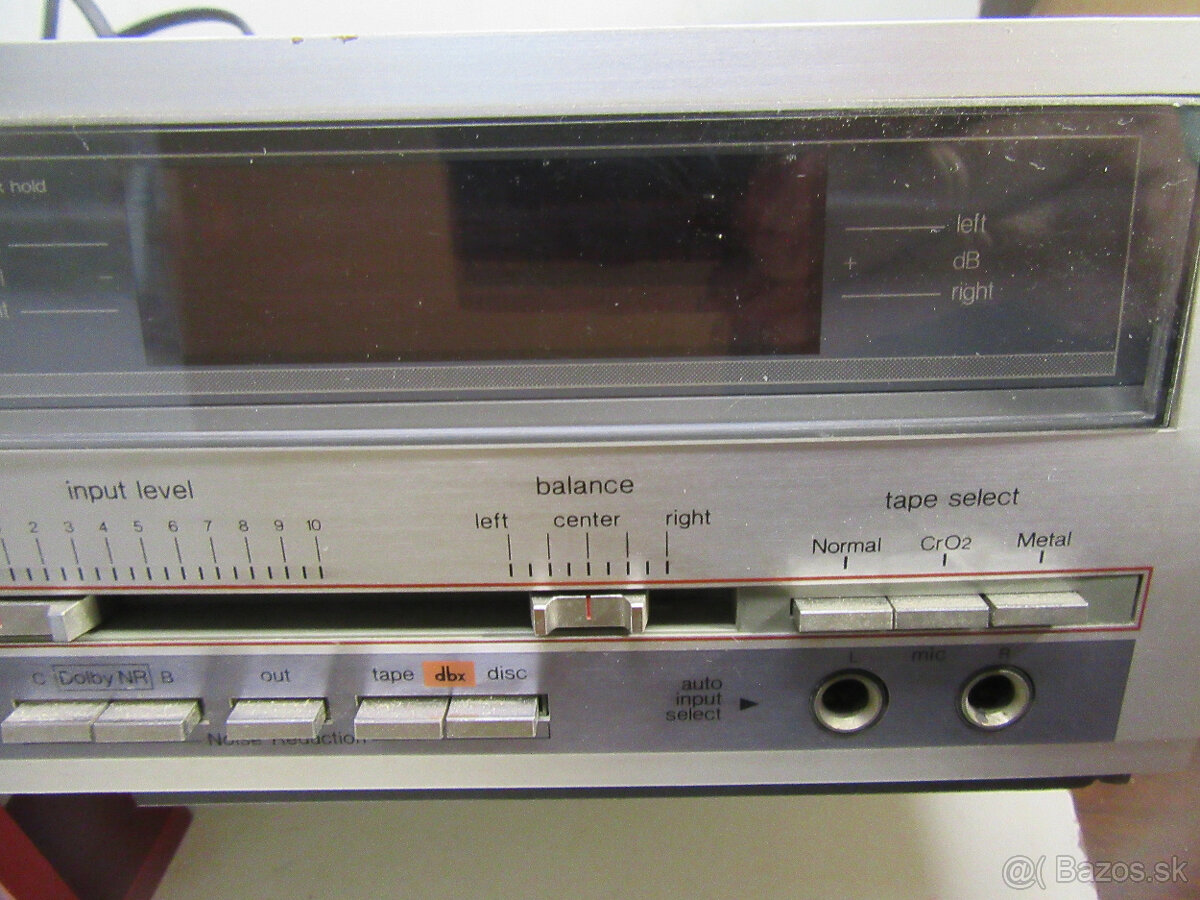 hold
left
+ dB
right
input level
balance
tape select
2 3 4 5 6 7 8 9 10
left center right
Normal CrO2 Metal
C Dolby NR B
out
tape dbx disc
Noise Reduction
auto
input
select
L mic R
@( Bazos.sk